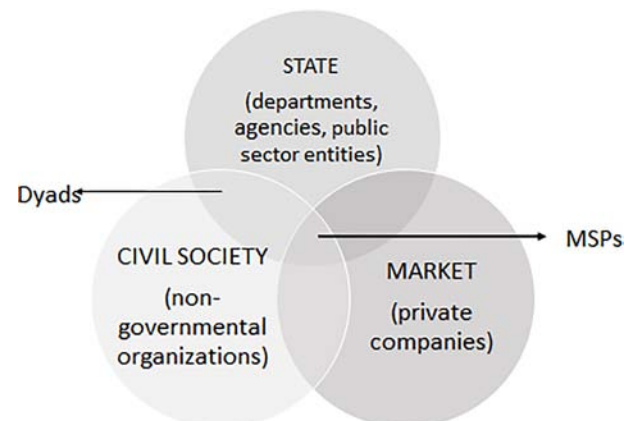 STATE
(departments,
agencies, public
sector entities)
Dyads
MSPs
CIVIL SOCIETY
(non-
governmental
organizations)
MARKET
(private
companies)